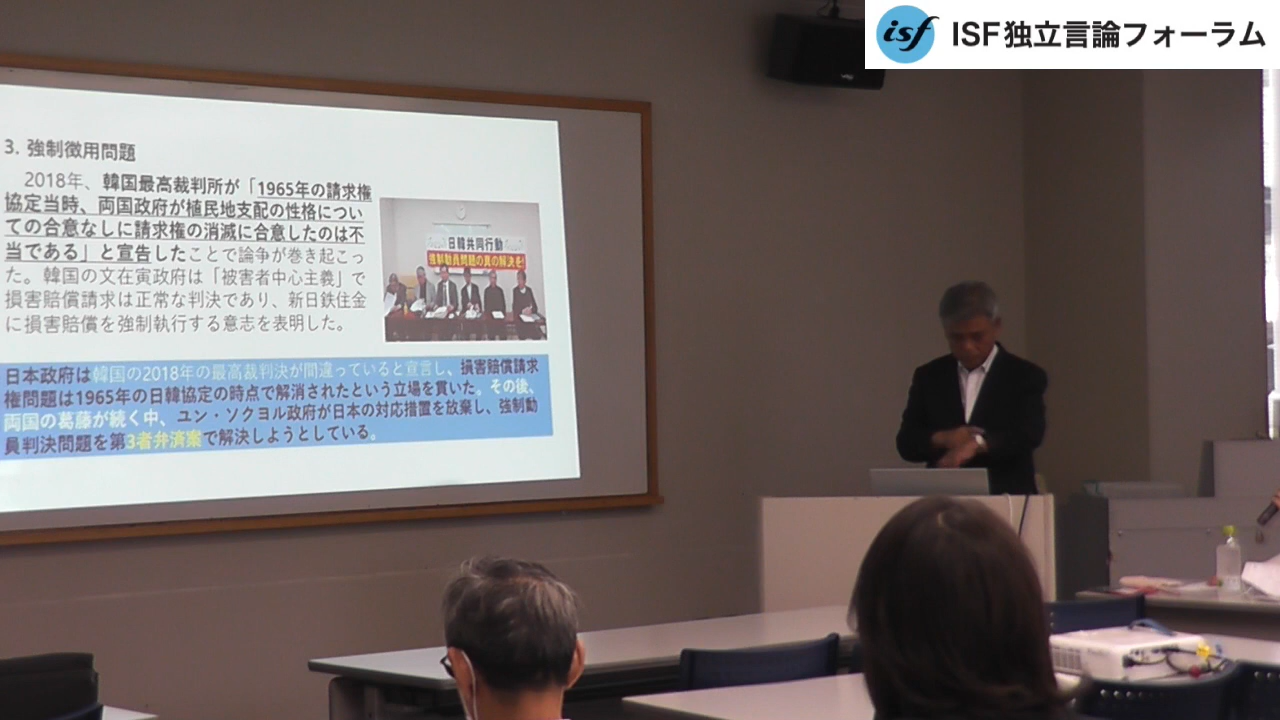 isf ISF独立言論フォーラム
3. 強制徴用問題
2018年、韓国最高裁判所が「1965年の請求権
協定当時、両国政府が植民地支配の性格につい
ての合意なしに請求権の消滅に合意したのは不
当である」と宣告したことで論争が巻き起こっ
た。韓国の文在寅政府は「被害者中心主義」で
損害賠償請求は正常な判決であり、新日鉄住金
に損害賠償を強制執行する意志を表明した。
日韓共同行動
強制動員問題の真の解決を!
日本政府は韓国の2018年の最高裁判決が間違っていると宣言し、損害賠償請求
権問題は1965年の日韓協定の時点で解消されたという立場を貫いた。その後、
両国の葛藤が続く中、ユン・ソクヨル政府が日本の対応措置を放棄し、強制動
員判決問題を第3者弁済案で解決しようとしている。